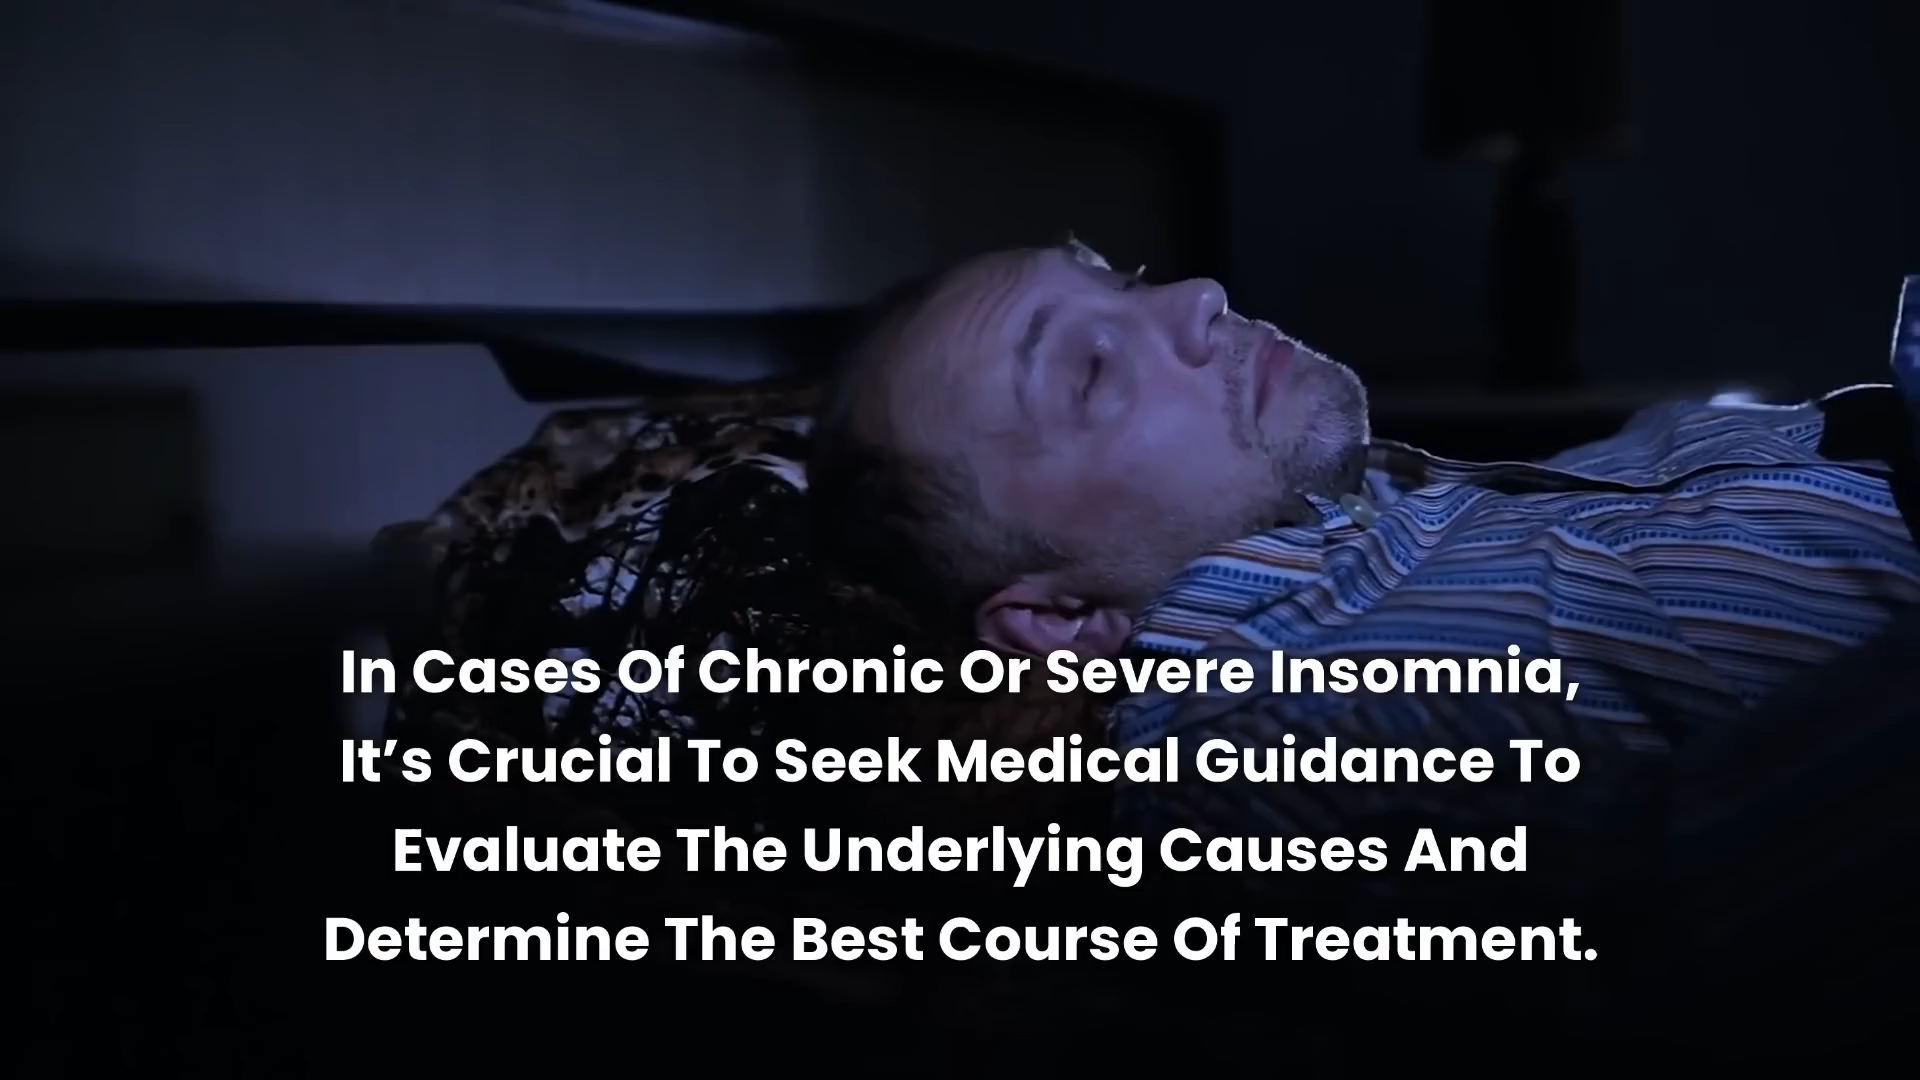 In Cases Of Chronic Or Severe Insomnia,
It’s Crucial To Seek Medical Guidance To
Evaluate The Underlying Causes And
Determine The Best Course Of Treatment.